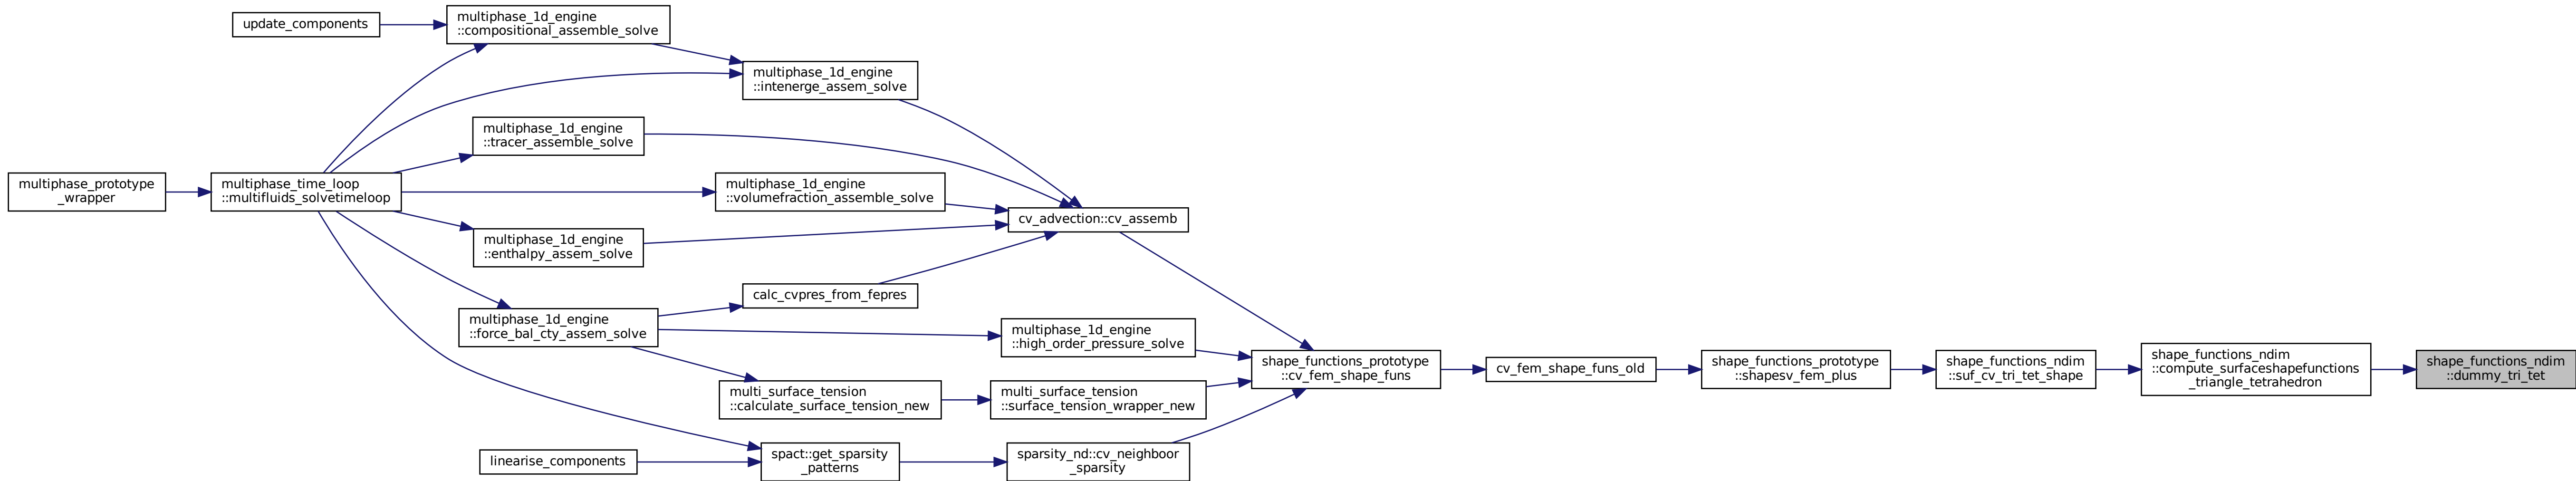 update_components
multiphase_1d_engine
::compositional_assemble_solve
multiphase_1d_engine
::intenerge_assem_solve
multiphase_1d_engine
::tracer_assemble_solve
multiphase_prototype
_wrapper
multiphase_time_loop
::multifluids_solvetimeloop
multiphase_1d_engine
::volumefraction_assemble_solve
cv_advection::cv_assemb
multiphase_1d_engine
::enthalpy_assem_solve
calc_cvpres_from_fepres
multiphase_1d_engine
::force_bal_cty_assem_solve
multiphase_1d_engine
::high_order_pressure_solve
multi_surface_tension
::calculate_surface_tension_new
multi_surface_tension
::surface_tension_wrapper_new
linearise_components
spact::get_sparsity
_patterns
sparsity_nd::cv_neighboor
_sparsity
shape_functions_prototype
::cv_fem_shape_funs
cv_fem_shape_funs_old
shape_functions_prototype
::shapesv_fem_plus
shape_functions_ndim
::suf_cv_tri_tet_shape
shape_functions_ndim
::compute_surfaceshapefunctions
_triangle_tetrahedron
shape_functions_ndim
::dummy_tri_tet